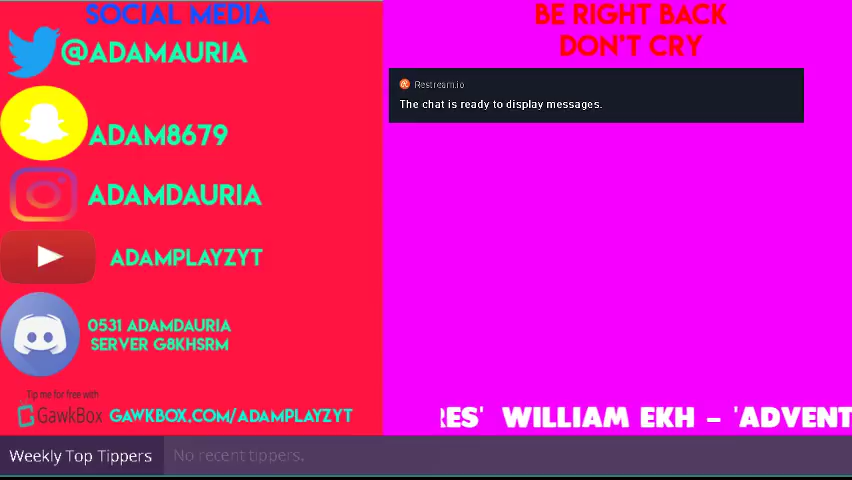 SOCIAL MEDIA
@ADAMAURIA
ADAM8679
ADAMDAURIA
ADAMPLAYZYT
0531 ADAMDAURIA
SERVER G8KHSRM
Tip me for free with
GawkBox GAWKBOX.COM/ADAMPLAYZYT
BE RIGHT BACK
DON'T CRY
Restream.io
The chat is ready to display messages.
RES' WILLIAM EKH – 'ADVENT
Weekly Top Tippers No recent tippers.